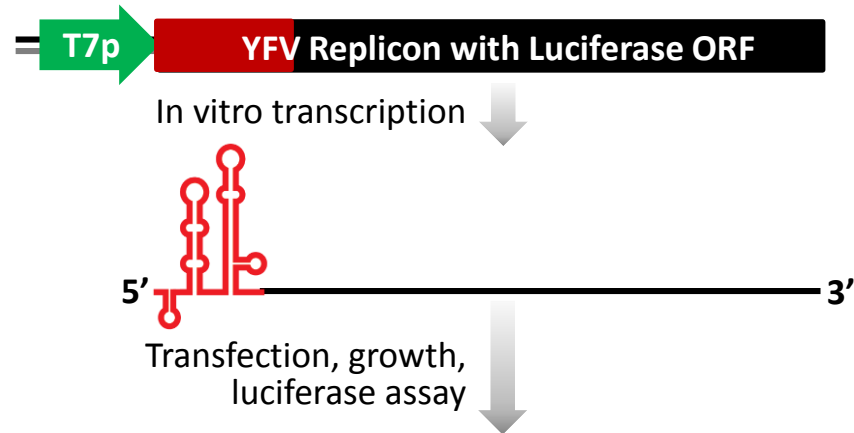 T7p YFV Replicon with Luciferase ORF
In vitro transcription
5’ 3’
Transfection, growth,
luciferase assay